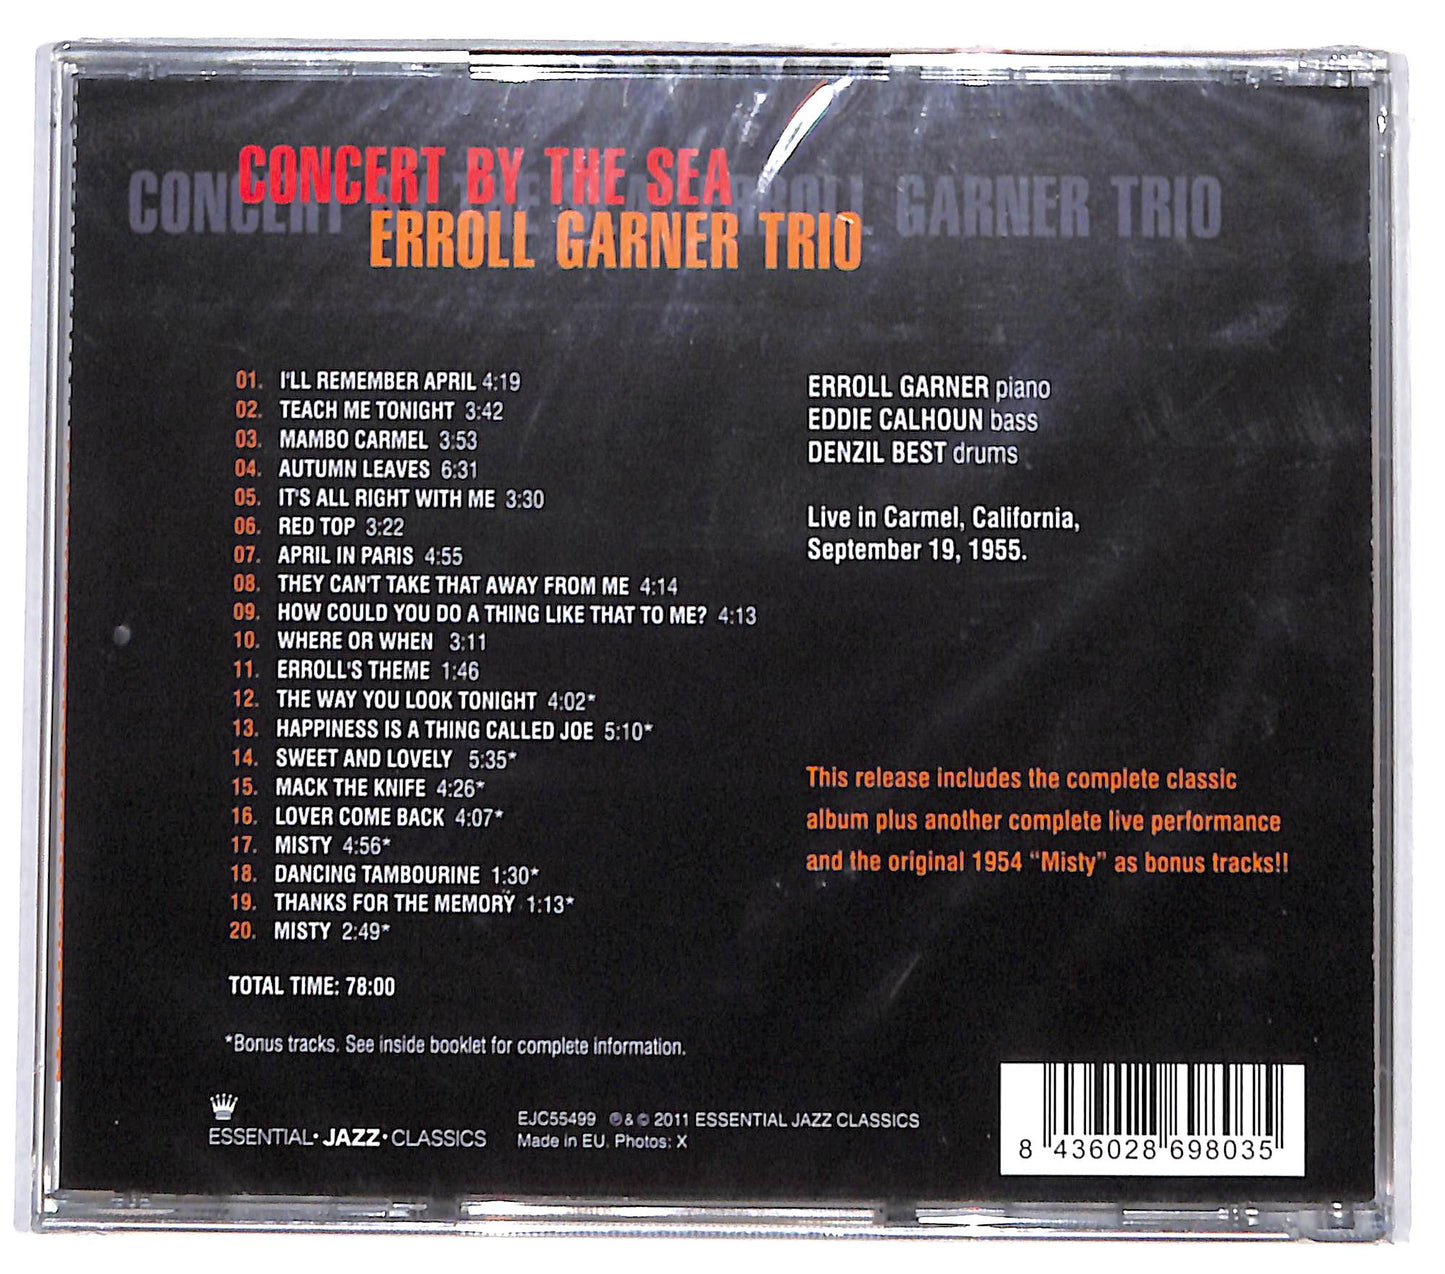 CONCERT BY THE SEA
CONCERT BY THE SEA ERROLL GARNER TRIO
ERROLL GARNER TRIO
01. I'LL REMEMBER APRIL 4:19
02. TEACH ME TONIGHT 3:42
03. MAMBO CARMEL 3:53
04. AUTUMN LEAVES 6:31
05. IT'S ALL RIGHT WITH ME 3:30
06. RED TOP 3:22
07. APRIL IN PARIS 4:55
08. THEY CAN'T TAKE THAT AWAY FROM ME 4:14
09. HOW COULD YOU DO A THING LIKE THAT TO ME? 4:13
10. WHERE OR WHEN 3:11
11. ERROLL'S THEME 1:46
12. THE WAY YOU LOOK TONIGHT 4:02*
13. HAPPINESS IS A THING CALLED JOE 5:10*
14. SWEET AND LOVELY 5:35*
15. MACK THE KNIFE 4:26*
16. LOVER COME BACK 4:07*
17. MISTY 4:56*
18. DANCING TAMBOURINE 1:30*
19. THANKS FOR THE MEMORY 1:13*
20. MISTY 2:49*
TOTAL TIME: 78:00
*Bonus tracks. See inside booklet for complete information.
ERROLL GARNER piano
EDDIE CALHOUN bass
DENZIL BEST drums
Live in Carmel, California,
September 19, 1955.
This release includes the complete classic
album plus another complete live performance
and the original 1954 "Misty" as bonus tracks!!
ESSENTIAL·JAZZ·CLASSICS
EJC55499 ℗&© 2011 ESSENTIAL JAZZ CLASSICS
Made in EU. Photos: X
8 436028 698035